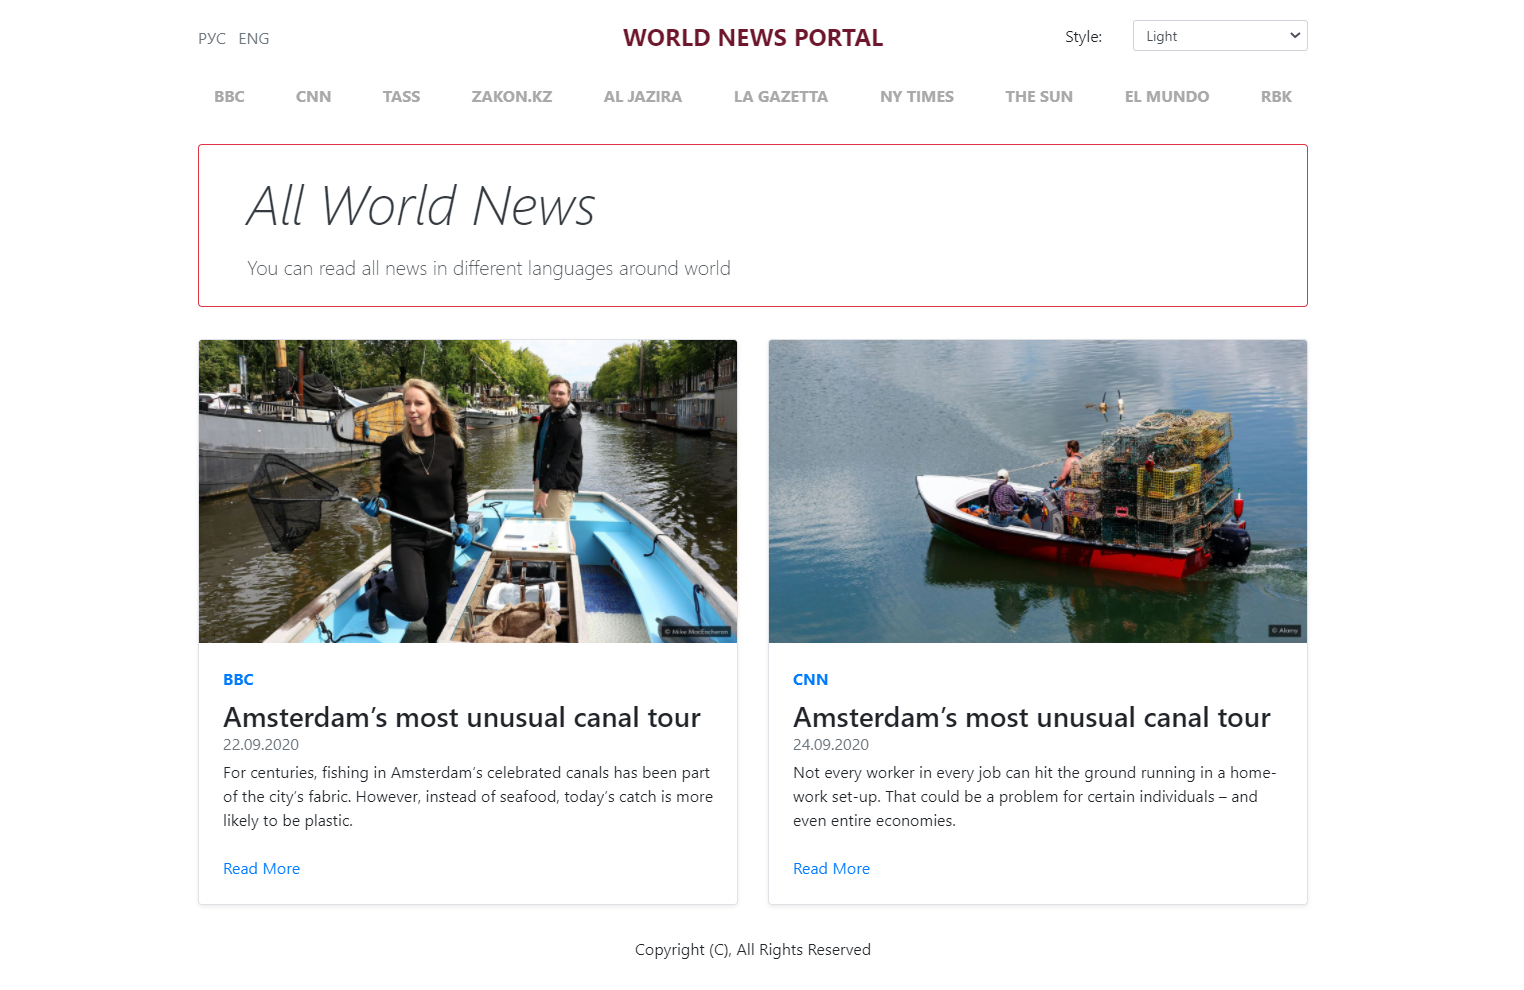 РУС ENG
WORLD NEWS PORTAL
Style: Light
BBC CNN TASS ZAKON.KZ AL JAZIRA LA GAZETTA NY TIMES THE SUN EL MUNDO RBK
All World News
You can read all news in different languages around world
© Mike MacEacheran
© Alamy
BBC
Amsterdam’s most unusual canal tour
22.09.2020
For centuries, fishing in Amsterdam’s celebrated canals has been part
of the city’s fabric. However, instead of seafood, today’s catch is more
likely to be plastic.
Read More
CNN
Amsterdam’s most unusual canal tour
24.09.2020
Not every worker in every job can hit the ground running in a home-
work set-up. That could be a problem for certain individuals – and
even entire economies.
Read More
Copyright (C), All Rights Reserved